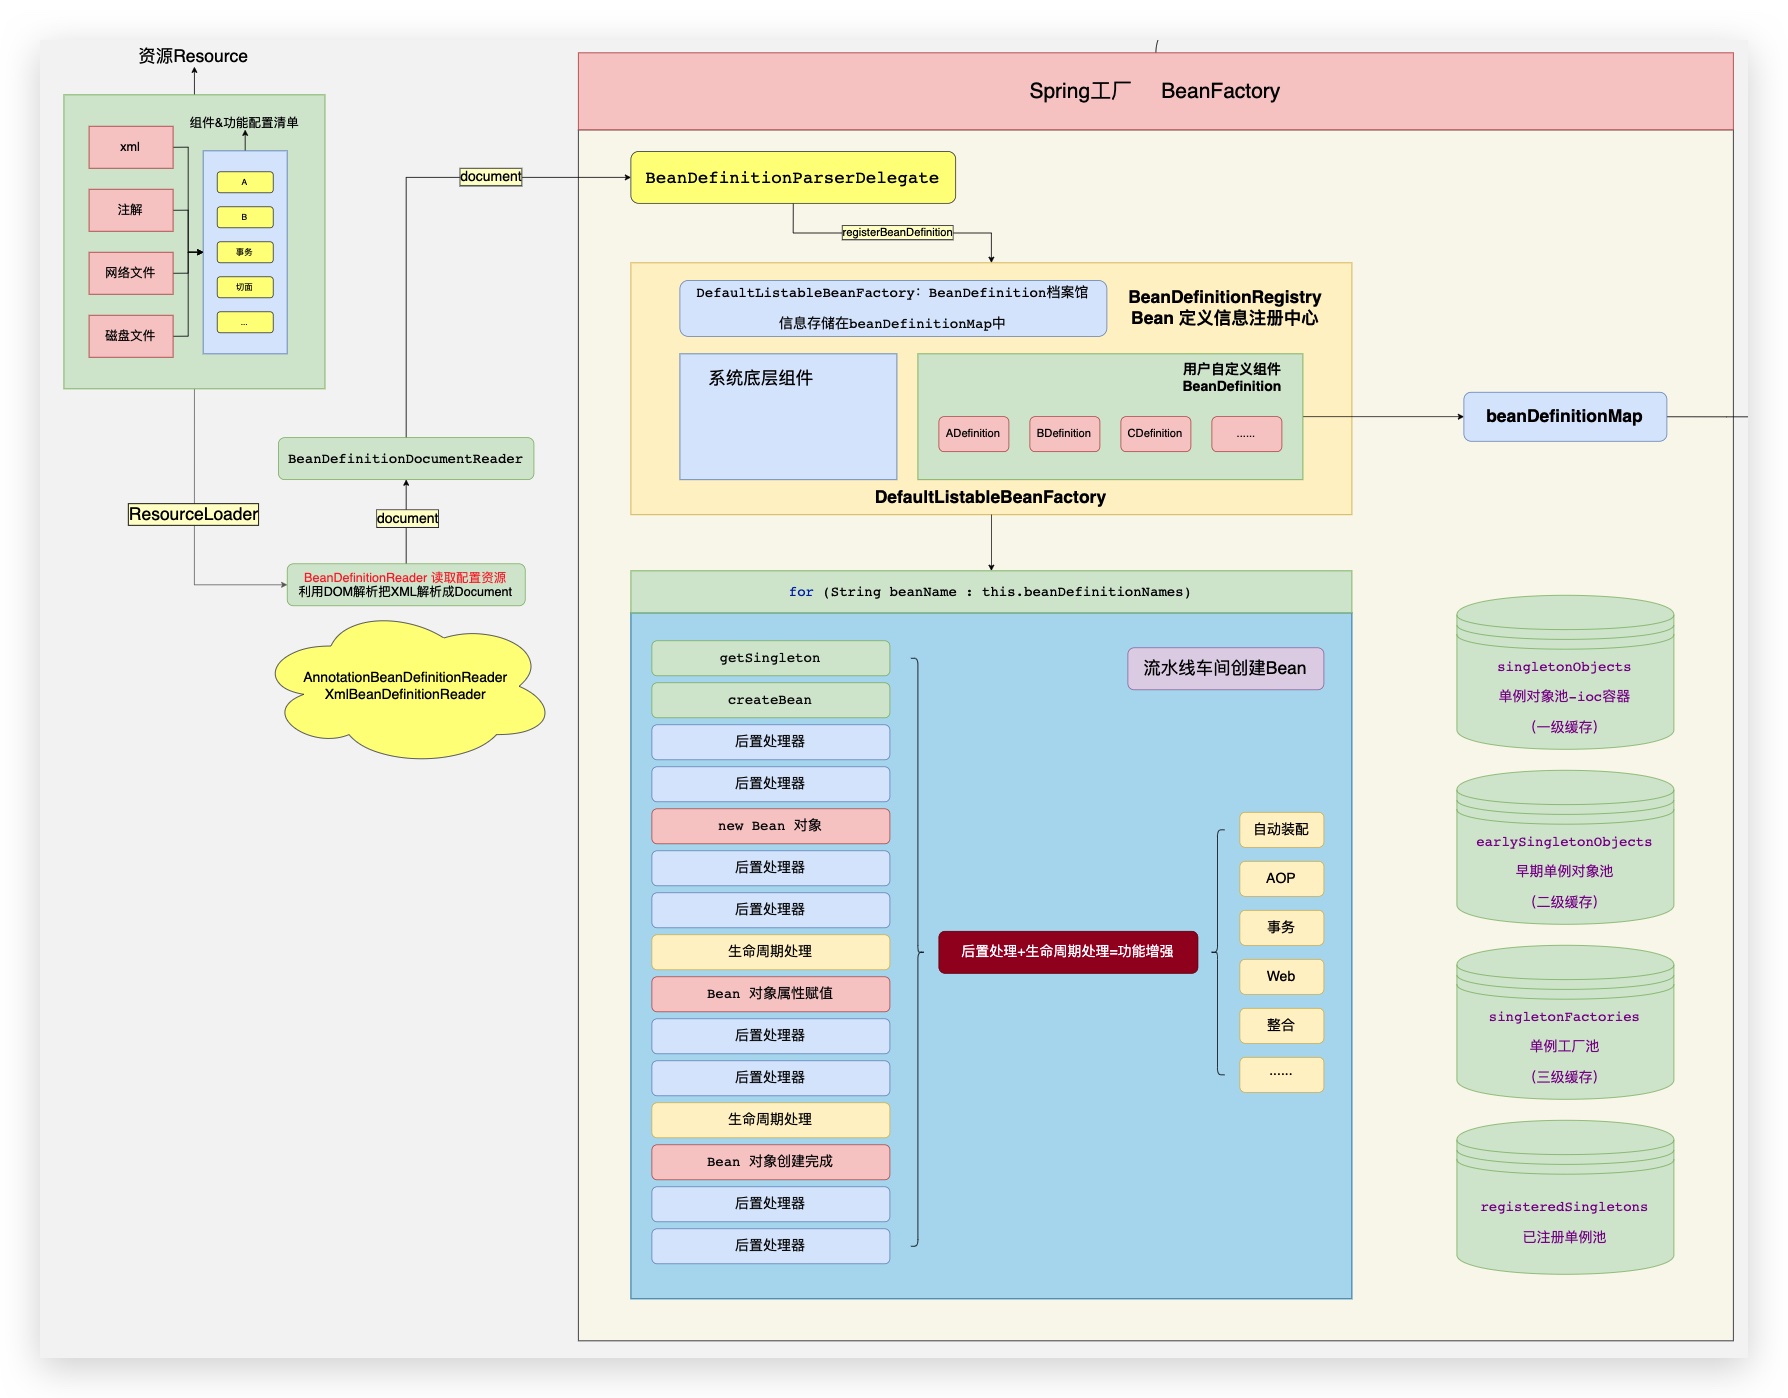 资源Resource
组件&功能配置清单
xml
注解
网络文件
磁盘文件
A
B
事务
切面
...
ResourceLoader
BeanDefinitionReader 读取配置资源
利用DOM解析把XML解析成Document
AnnotationBeanDefinitionReader
XmlBeanDefinitionReader
document
BeanDefinitionDocumentReader
document
Spring工厂 BeanFactory
BeanDefinitionParserDelegate
registerBeanDefinition
DefaultListableBeanFactory: BeanDefinition档案馆
信息存储在beanDefinitionMap中
BeanDefinitionRegistry
Bean 定义信息注册中心
系统底层组件
用户自定义组件
BeanDefinition
ADefinition
BDefinition
CDefinition
......
DefaultListableBeanFactory
beanDefinitionMap
for (String beanName : this.beanDefinitionNames)
getSingleton
createBean
后置处理器
后置处理器
new Bean 对象
后置处理器
后置处理器
生命周期处理
Bean 对象属性赋值
后置处理器
后置处理器
生命周期处理
Bean 对象创建完成
后置处理器
后置处理器
流水线车间创建Bean
后置处理+生命周期处理=功能增强
自动装配
AOP
事务
Web
整合
......
singletonObjects
单例对象池-ioc容器
(一级缓存)
earlySingletonObjects
早期单例对象池
(二级缓存)
singletonFactories
单例工厂池
(三级缓存)
registeredSingletons
已注册单例池